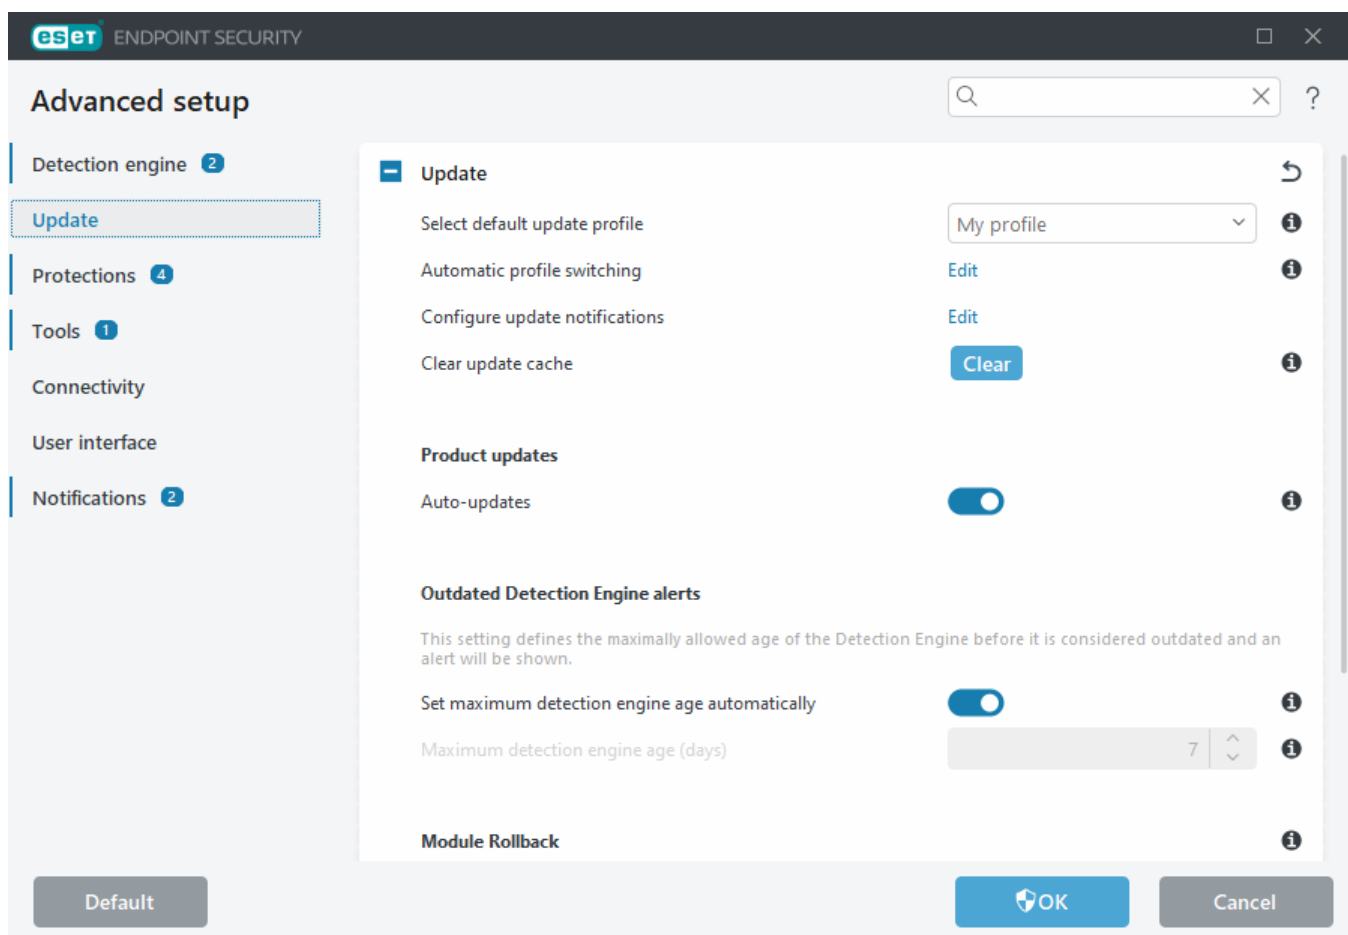 eset ENDPOINT SECURITY
Advanced setup
?
Detection engine 2
Update
Protections 4
Tools 1
Connectivity
User interface
Notifications 2
Update
Select default update profile My profile
Automatic profile switching Edit
Configure update notifications Edit
Clear update cache Clear
Product updates
Auto-updates
Outdated Detection Engine alerts
This setting defines the maximally allowed age of the Detection Engine before it is considered outdated and an
alert will be shown.
Set maximum detection engine age automatically
Maximum detection engine age (days) 7
Module Rollback
Default OK Cancel